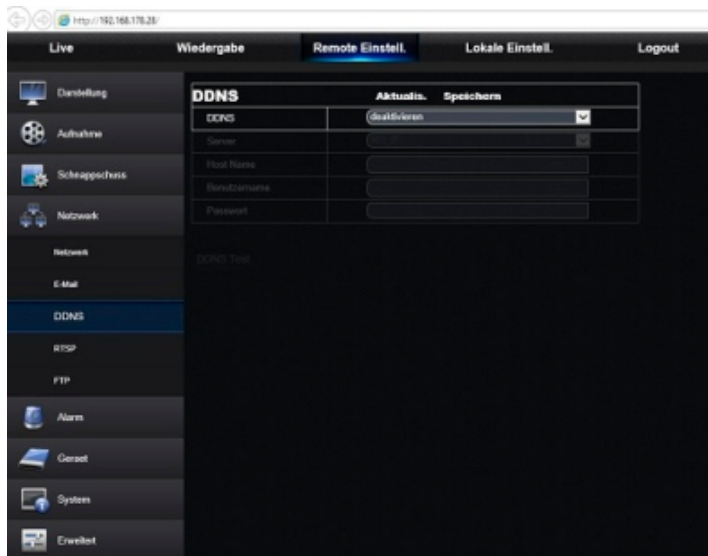 http://192.168.178.28/
Live Wiedergabe Remote Einstell. Lokale Einstell. Logout
Darstellung
Aufnahme
Schnappschuss
Netzwerk
Netzwerk
E-Mail
DDNS
RTSP
FTP
Alarm
Geraet
System
Erweitert
DDNS Aktualis. Speichern
DDNS deaktivieren
Server
Host Name
Benutzername
Passwort
DDNS Test